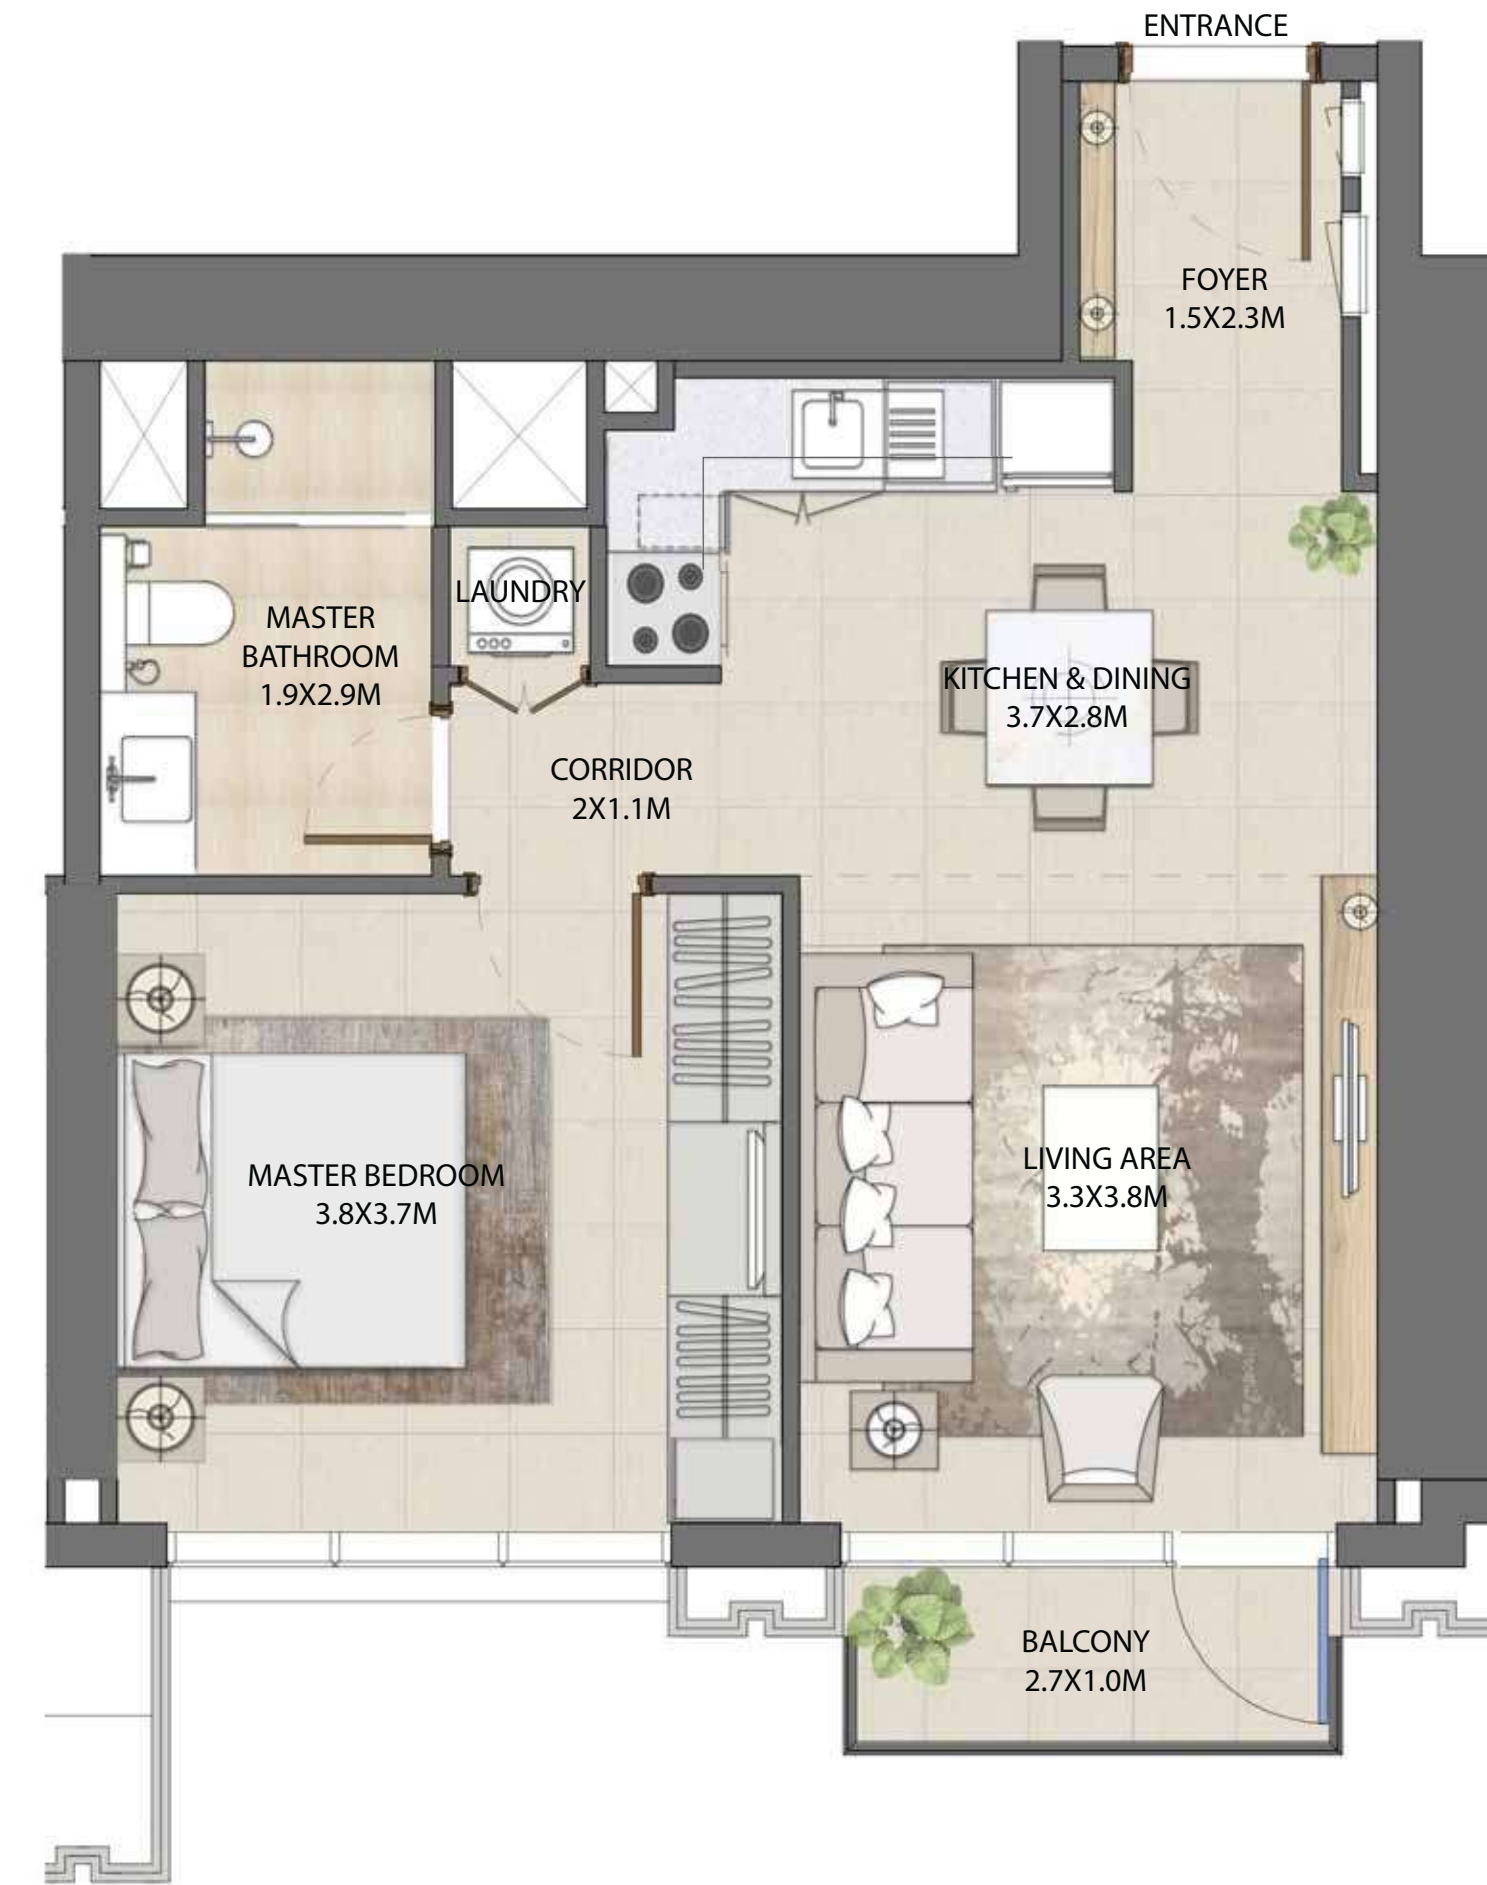 ENTRANCE
FOYER
1.5X2.3M
LAUNDRY
MASTER
BATHROOM
1.9X2.9M
KITCHEN & DINING
3.7X2.8M
CORRIDOR
2X1.1M
MASTER BEDROOM
3.8X3.7M
LIVING AREA
3.3X3.8M
BALCONY
2.7X1.0M